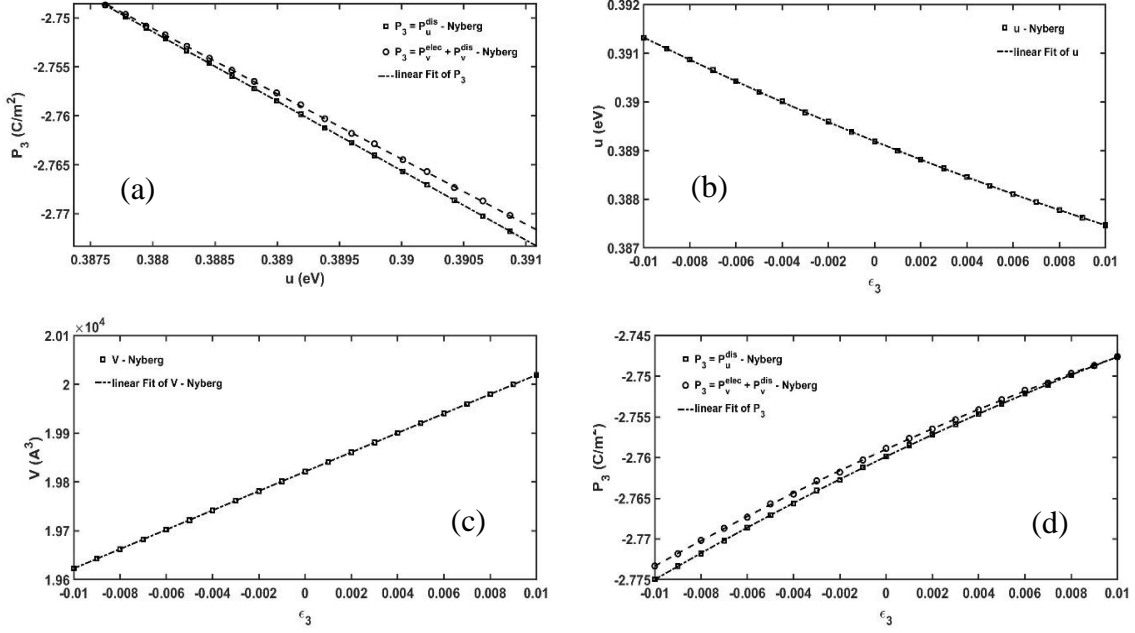 -2.75
-2.755
-2.76
-2.765
-2.77
P₃ (C/m²)
P₃ = Pᵤᵈⁱˢ - Nyberg
P₃ = Pᵥᵉˡᵉᶜ + Pᵥᵈⁱˢ - Nyberg
linear Fit of P₃
(a)
0.3875 0.388 0.3885 0.389 0.3895 0.39 0.3905 0.391
u (eV)
0.392
0.391
0.39
0.389
0.388
0.387
u (eV)
u - Nyberg
linear Fit of u
(b)
-0.01 -0.008 -0.006 -0.004 -0.002 0 0.002 0.004 0.006 0.008 0.01
ϵ₃
×10⁴
2.01
2
1.99
1.98
1.97
1.96
V (A³)
V - Nyberg
linear Fit of V - Nyberg
(c)
-0.01 -0.008 -0.006 -0.004 -0.002 0 0.002 0.004 0.006 0.008 0.01
ϵ₃
-2.745
-2.75
-2.755
-2.76
-2.765
-2.77
-2.775
P₃ (C/m²)
P₃ = Pᵤᵈⁱˢ - Nyberg
P₃ = Pᵥᵉˡᵉᶜ + Pᵥᵈⁱˢ - Nyberg
linear Fit of P₃
(d)
-0.01 -0.008 -0.006 -0.004 -0.002 0 0.002 0.004 0.006 0.008 0.01
ϵ₃